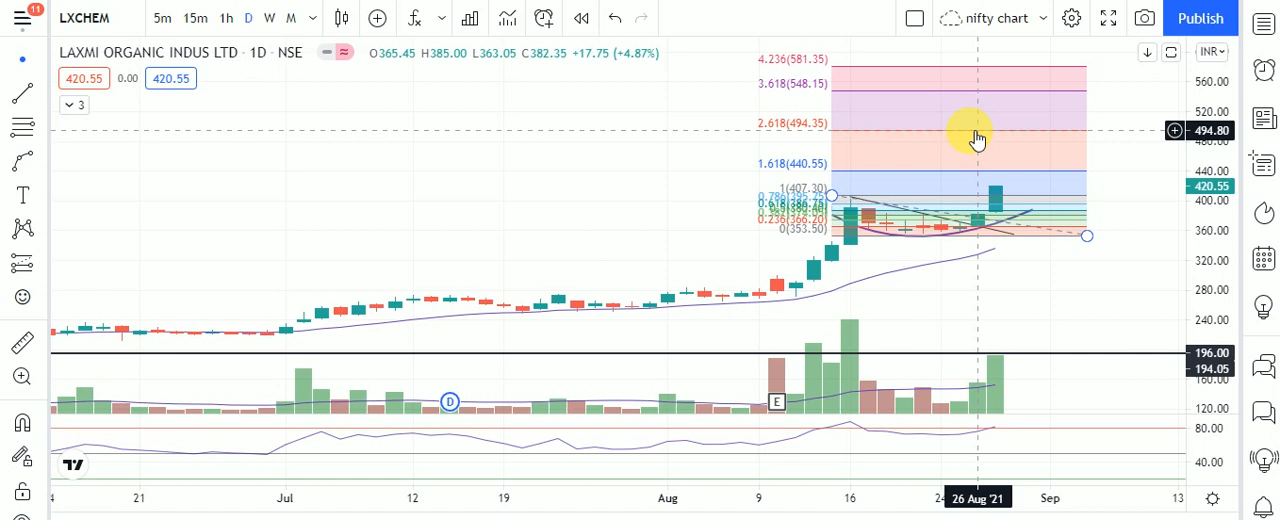 11
LXCHEM
5m 15m 1h D W M
nifty chart
Publish
LAXMI ORGANIC INDUS LTD · 1D · NSE
O365.45 H385.00 L363.05 C382.35 +17.75 (+4.87%)
INR
420.55 0.00 420.55
3
4.236(581.35)
3.618(548.15)
2.618(494.35)
1.618(440.55)
1(407.30)
0.236(366.20)
0(353.50)
560.00
520.00
494.80
480.00
440.00
420.55
400.00
360.00
320.00
280.00
240.00
196.00
194.05
160.00
120.00
80.00
40.00
D
E
21 Jul 12 19 Aug 9 16 26 Aug '21 Sep 13